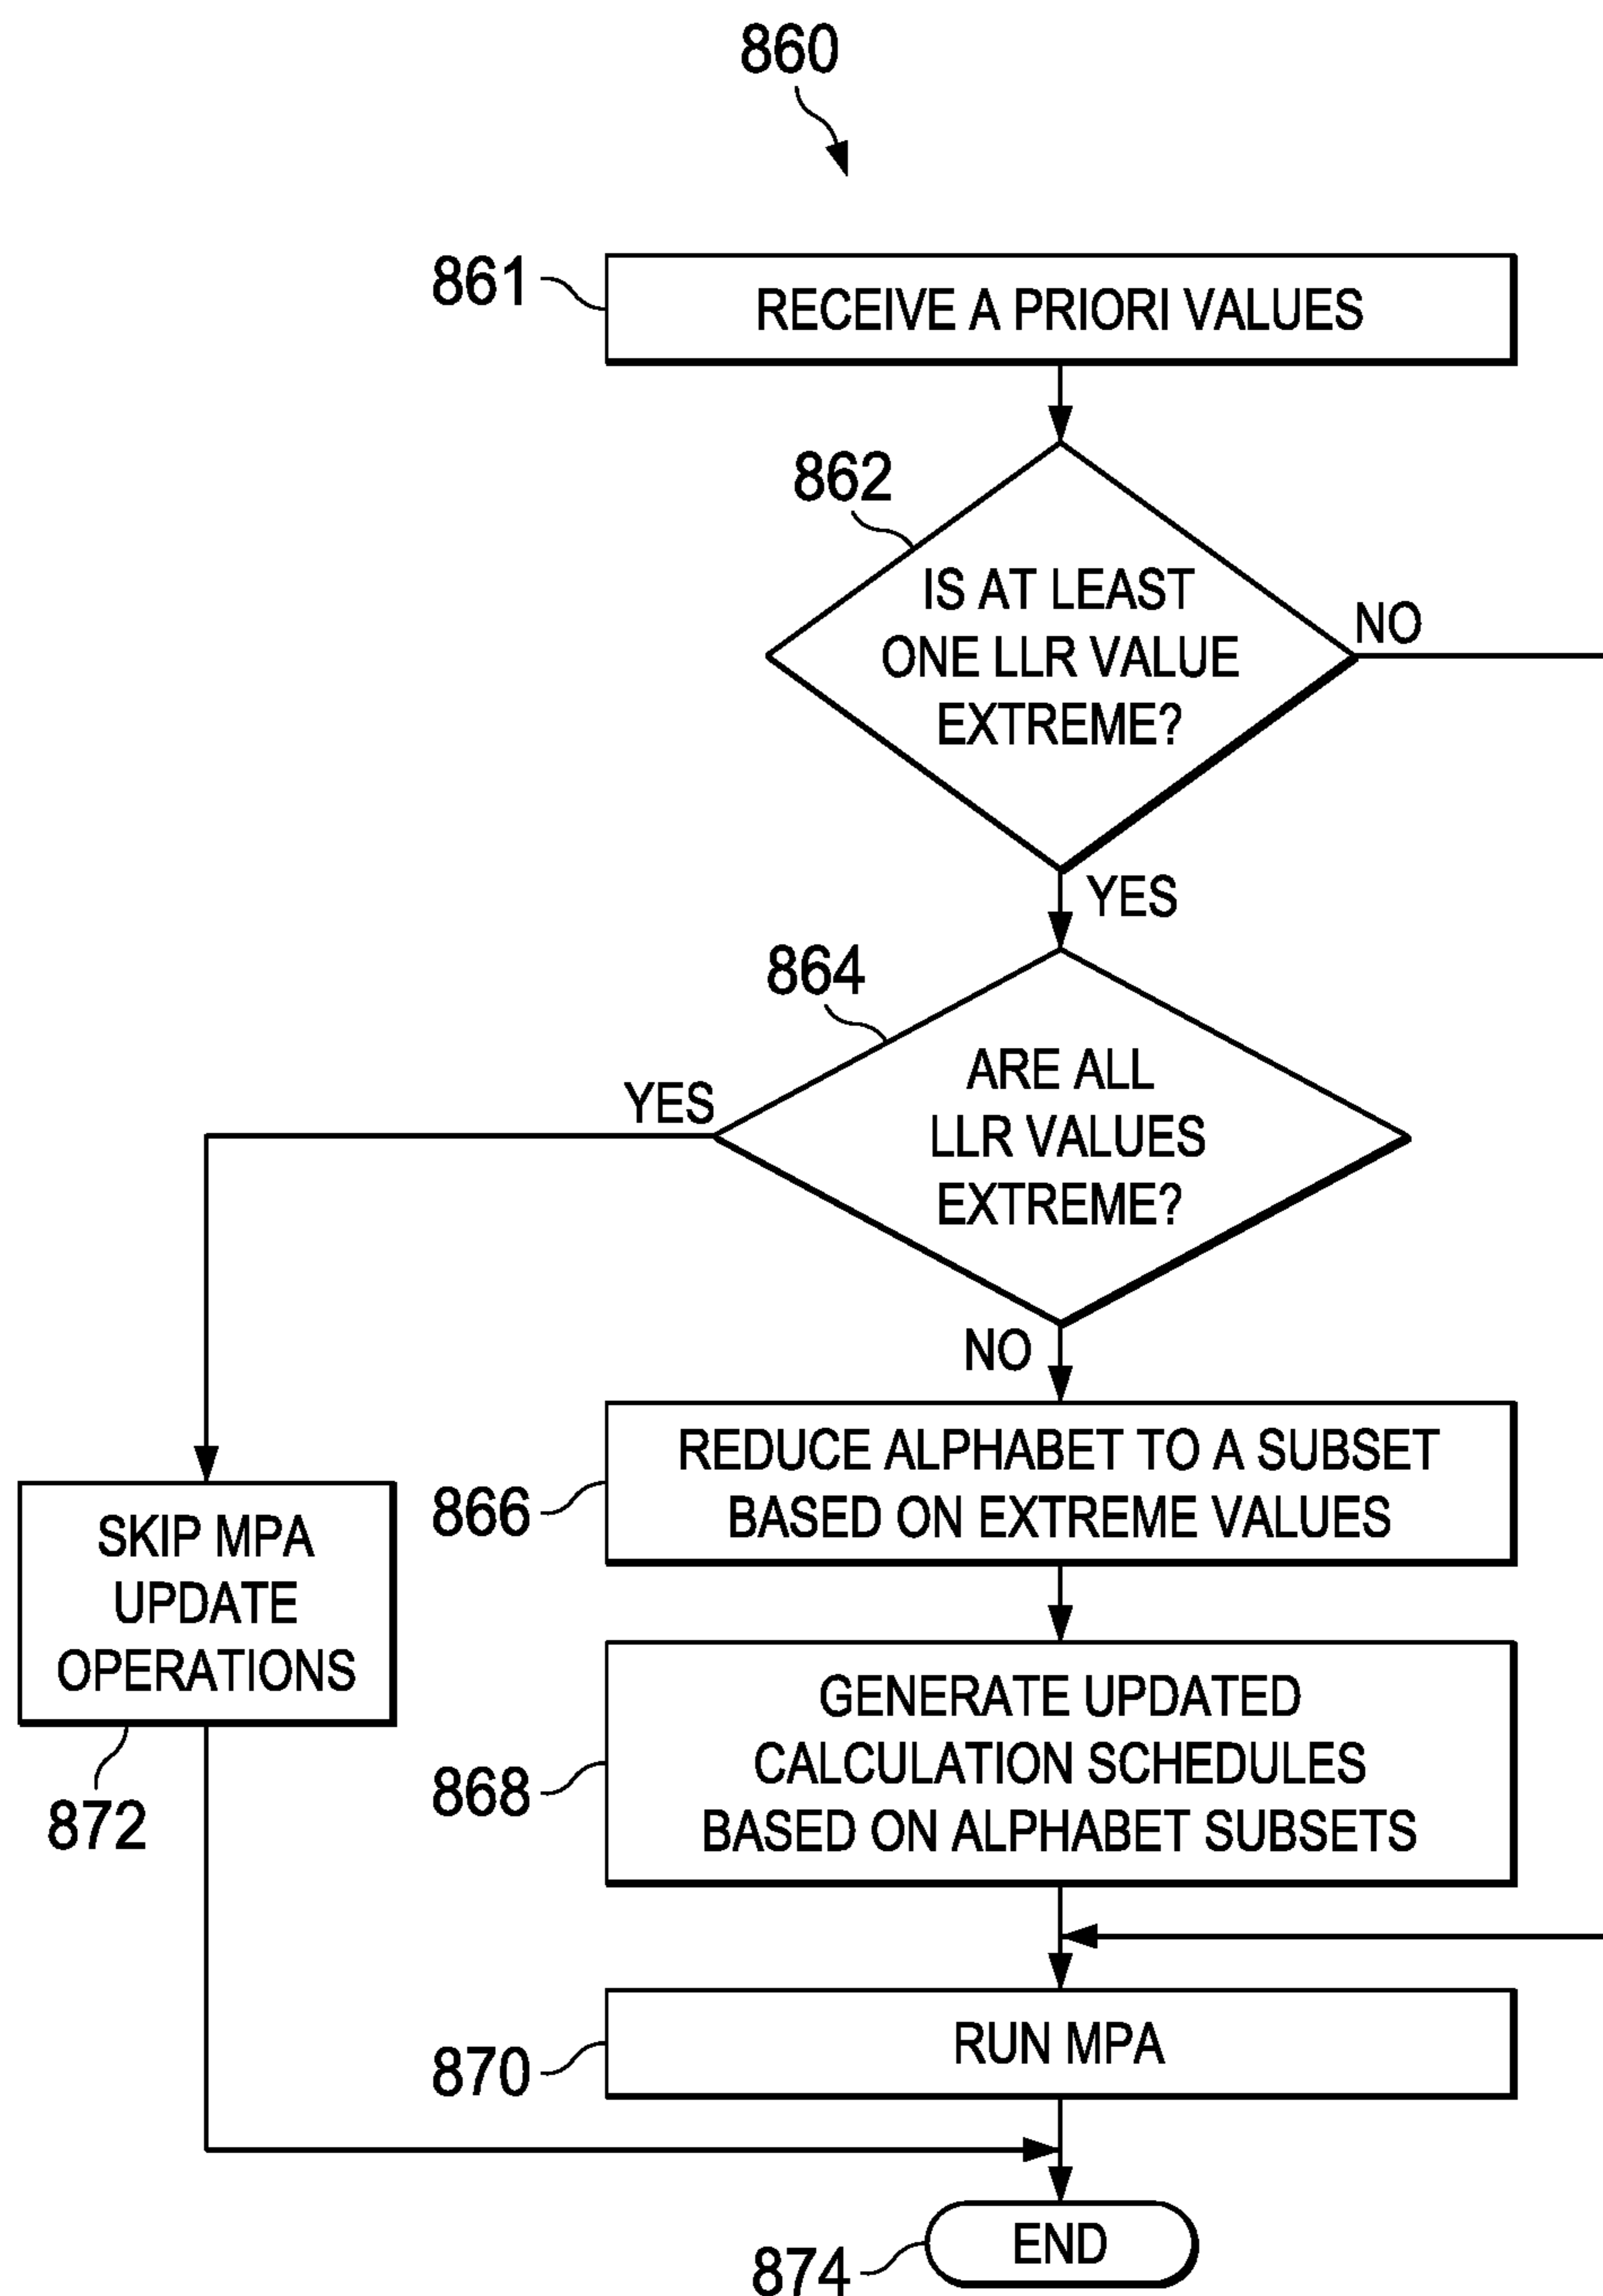 860
861
RECEIVE A PRIORI VALUES
862
IS AT LEAST
ONE LLR VALUE
EXTREME?
NO
YES
864
ARE ALL
LLR VALUES
EXTREME?
YES
NO
866
REDUCE ALPHABET TO A SUBSET
BASED ON EXTREME VALUES
SKIP MPA
UPDATE
OPERATIONS
872
868
GENERATE UPDATED
CALCULATION SCHEDULES
BASED ON ALPHABET SUBSETS
870
RUN MPA
874
END